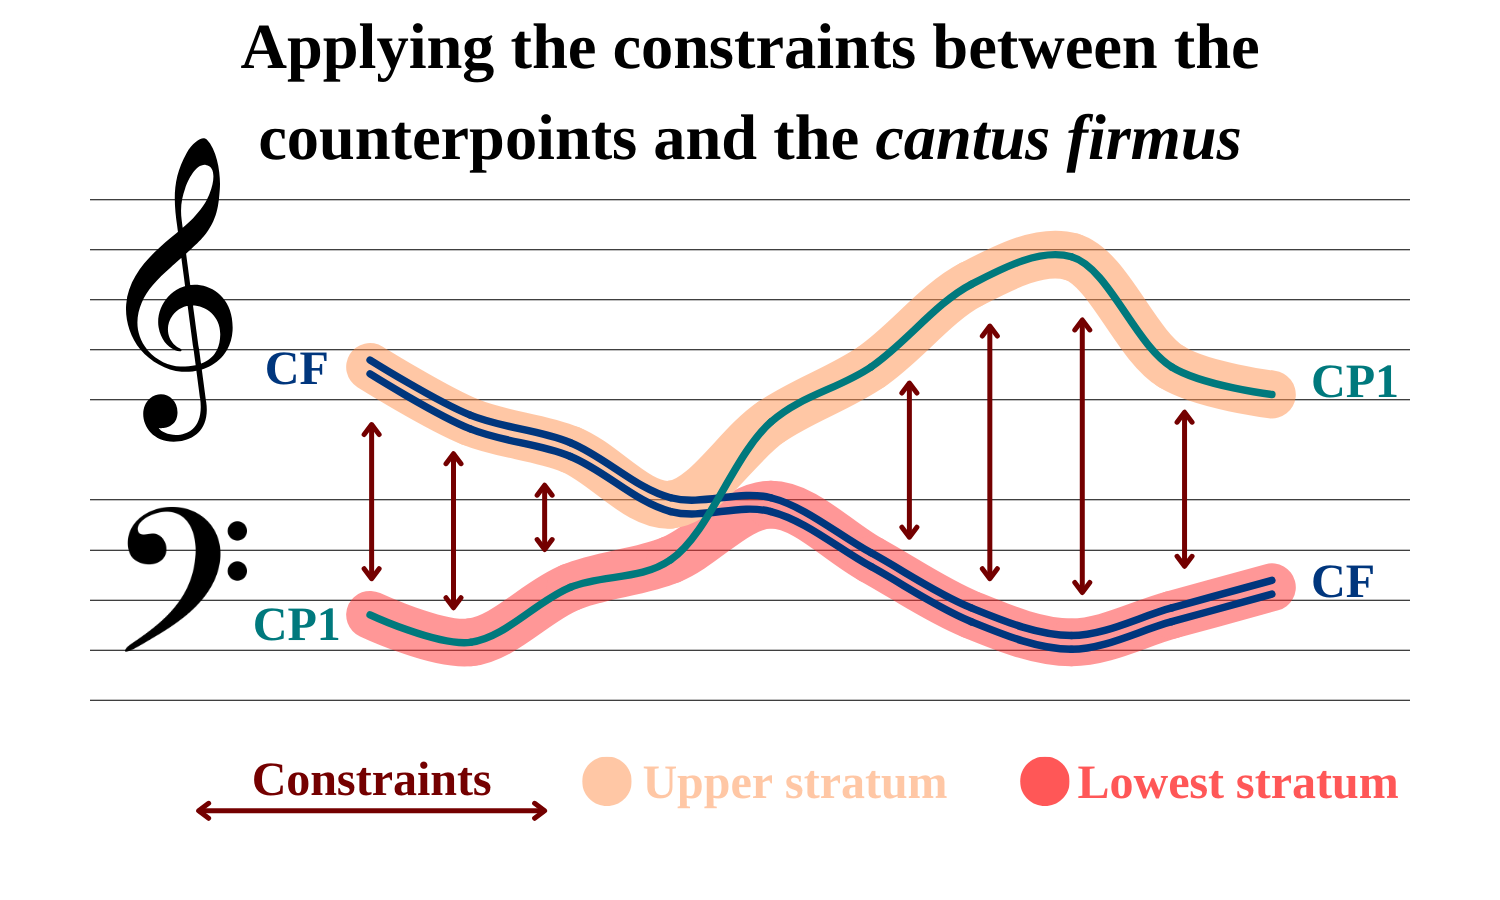 Applying the constraints between the
counterpoints and the cantus firmus
CF
CP1
CP1
CF
Constraints
Upper stratum
Lowest stratum